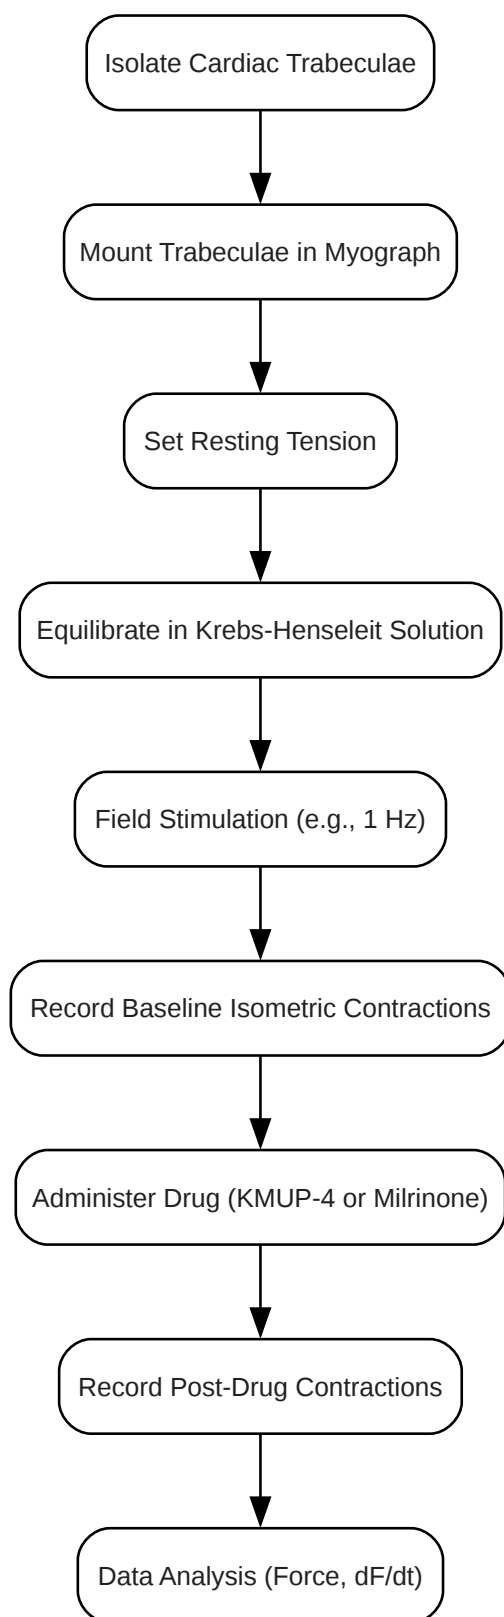 Isolate Cardiac Trabeculae
Mount Trabeculae in Myograph
Set Resting Tension
Equilibrate in Krebs-Henseleit Solution
Field Stimulation (e.g., 1 Hz)
Record Baseline Isometric Contractions
Administer Drug (KMUP-4 or Milrinone)
Record Post-Drug Contractions
Data Analysis (Force, dF/dt)